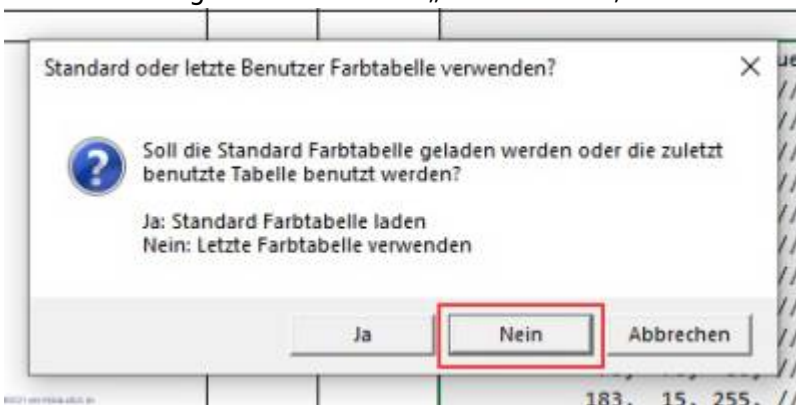 Standard oder letzte Benutzer Farbtabelle verwenden?
Soll die Standard Farbtabelle geladen werden oder die zuletzt
benutzte Tabelle benutzt werden?
Ja: Standard Farbtabelle laden
Nein: Letzte Farbtabelle verwenden
Ja
Nein
Abbrechen
183, 15, 255, //